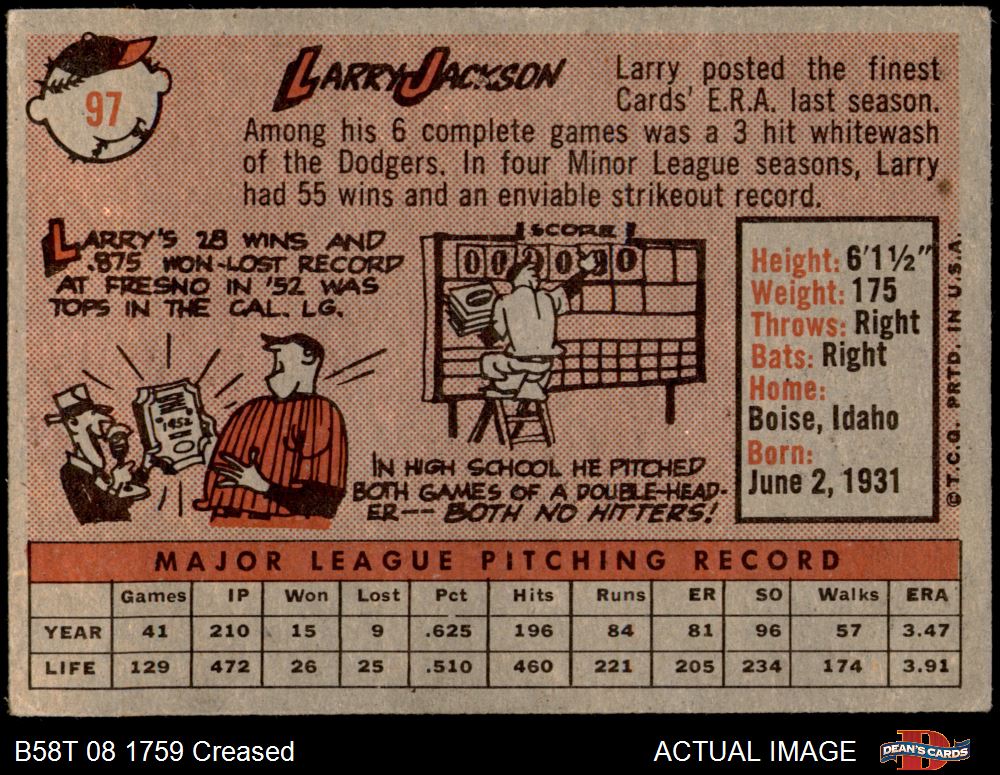 97
LARRY JACKSON
Larry posted the finest
Cards' E.R.A. last season.
Among his 6 complete games was a 3 hit whitewash
of the Dodgers. In four Minor League seasons, Larry
had 55 wins and an enviable strikeout record.
LARRY'S 28 WINS AND
.875 WON-LOST RECORD
AT FRESNO IN '52 WAS
TOPS IN THE CAL. LG.
1952
SCORE
000000
0
IN HIGH SCHOOL HE PITCHED
BOTH GAMES OF A DOUBLE-HEAD-
ER-- BOTH NO HITTERS!
Height: 6'1½"
Weight: 175
Throws: Right
Bats: Right
Home:
Boise, Idaho
Born:
June 2, 1931
©T.C.G. PRTD. IN U.S.A.
MAJOR LEAGUE PITCHING RECORD
Games IP Won Lost Pct Hits Runs ER SO Walks ERA
YEAR 41 210 15 9 .625 196 84 81 96 57 3.47
LIFE 129 472 26 25 .510 460 221 205 234 174 3.91
B58T 08 1759 Creased
ACTUAL IMAGE
D
DEAN'S CARDS